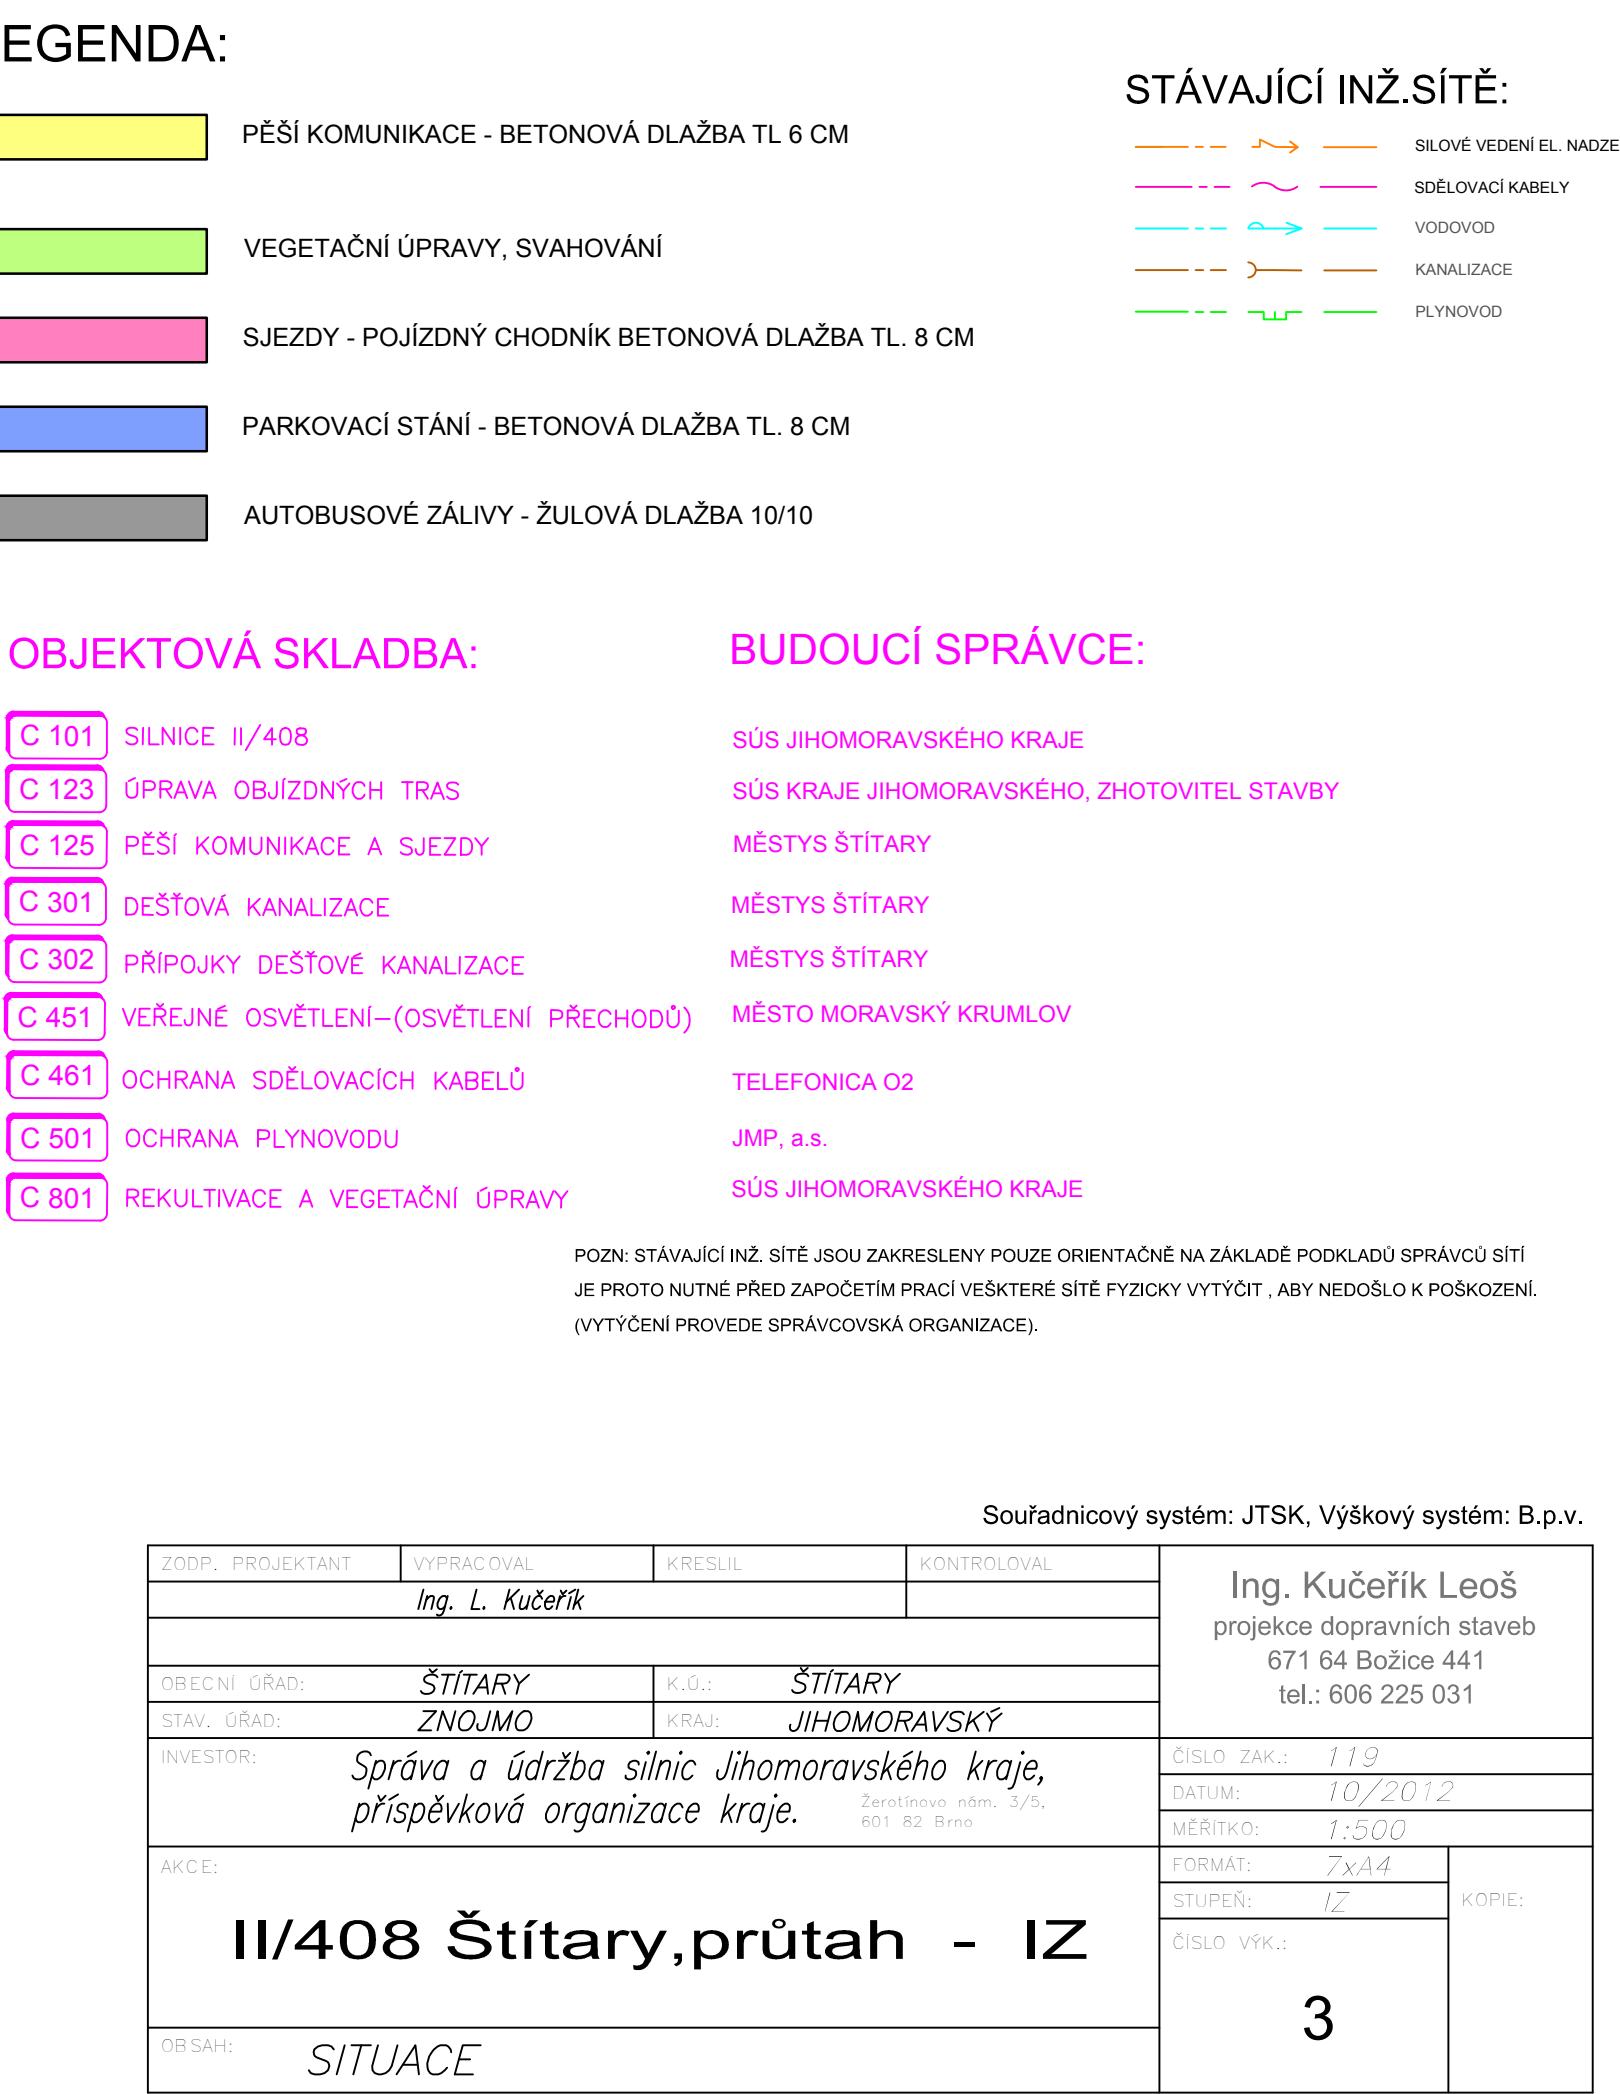 EGENDA:
PĚŠÍ KOMUNIKACE - BETONOVÁ DLAŽBA TL 6 CM
VEGETAČNÍ ÚPRAVY, SVAHOVÁNÍ
SJEZDY - POJÍZDNÝ CHODNÍK BETONOVÁ DLAŽBA TL. 8 CM
PARKOVACÍ STÁNÍ - BETONOVÁ DLAŽBA TL. 8 CM
AUTOBUSOVÉ ZÁLIVY - ŽULOVÁ DLAŽBA 10/10
STÁVAJÍCÍ INŽ.SÍTĚ:
SILOVÉ VEDENÍ EL. NADZE
SDĚLOVACÍ KABELY
VODOVOD
KANALIZACE
PLYNOVOD
OBJEKTOVÁ SKLADBA: BUDOUCÍ SPRÁVCE:
C 101 SILNICE II/408 SÚS JIHOMORAVSKÉHO KRAJE
C 123 ÚPRAVA OBJÍZDNÝCH TRAS SÚS KRAJE JIHOMORAVSKÉHO, ZHOTOVITEL STAVBY
C 125 PĚŠÍ KOMUNIKACE A SJEZDY MĚSTYS ŠTÍTARY
C 301 DEŠŤOVÁ KANALIZACE MĚSTYS ŠTÍTARY
C 302 PŘÍPOJKY DEŠŤOVÉ KANALIZACE MĚSTYS ŠTÍTARY
C 451 VEŘEJNÉ OSVĚTLENÍ-(OSVĚTLENÍ PŘECHODŮ) MĚSTO MORAVSKÝ KRUMLOV
C 461 OCHRANA SDĚLOVACÍCH KABELŮ TELEFONICA O2
C 501 OCHRANA PLYNOVODU JMP, a.s.
C 801 REKULTIVACE A VEGETAČNÍ ÚPRAVY SÚS JIHOMORAVSKÉHO KRAJE
POZN: STÁVAJÍCÍ INŽ. SÍTĚ JSOU ZAKRESLENY POUZE ORIENTAČNĚ NA ZÁKLADĚ PODKLADŮ SPRÁVCŮ SÍTÍ
JE PROTO NUTNÉ PŘED ZAPOČETÍM PRACÍ VEŠKTERÉ SÍTĚ FYZICKY VYTÝČIT , ABY NEDOŠLO K POŠKOZENÍ.
(VYTÝČENÍ PROVEDE SPRÁVCOVSKÁ ORGANIZACE).
Souřadnicový systém: JTSK, Výškový systém: B.p.v.
ZODP. PROJEKTANT VYPRACOVAL KRESLIL KONTROLOVAL
Ing. L. Kučeřík
OBECNÍ ÚŘAD: ŠTÍTARY K.Ú.: ŠTÍTARY
STAV. ÚŘAD: ZNOJMO KRAJ: JIHOMORAVSKÝ
INVESTOR: Správa a údržba silnic Jihomoravského kraje,
příspěvková organizace kraje.
Žerotínovo nám. 3/5,
601 82 Brno
AKCE:
II/408 Štítary,průtah - IZ
OBSAH: SITUACE
Ing. Kučeřík Leoš
projekce dopravních staveb
671 64 Božice 441
tel.: 606 225 031
ČÍSLO ZAK.: 119
DATUM: 10/2012
MĚŘÍTKO: 1:500
FORMÁT: 7xA4
STUPEŇ: IZ
KOPIE:
ČÍSLO VÝK.:
3